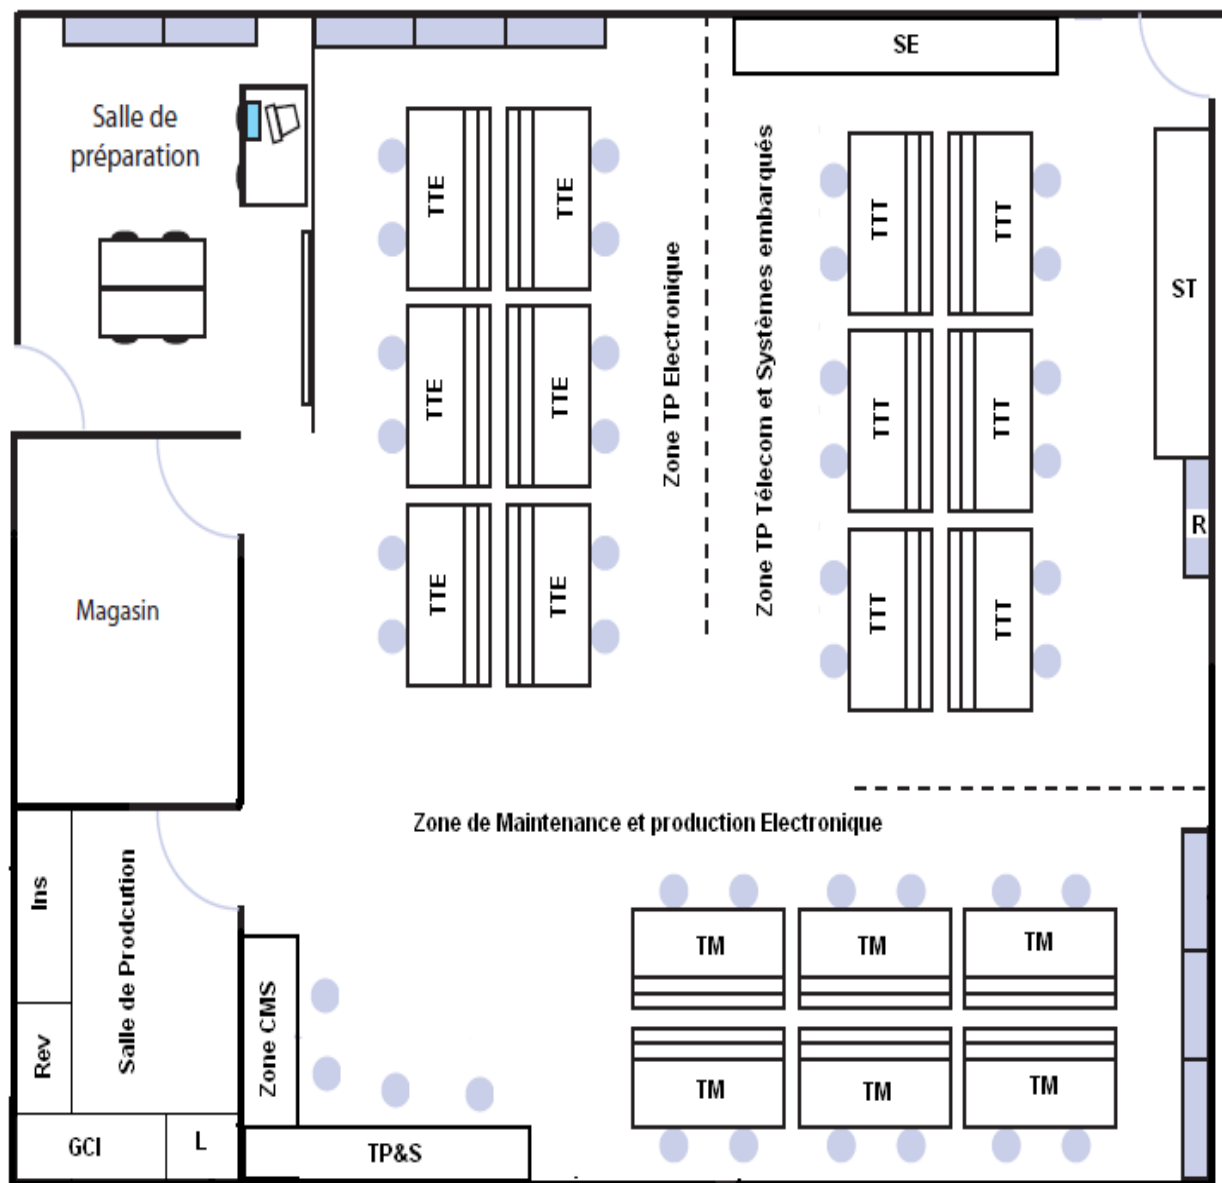 SE
Salle de
préparation
TTE
TTE
TTT
TTT
Zone TP Electronique
Zone TP Télecom et Systèmes embarqués
ST
TTE
TTE
TTT
TTT
R
TTE
TTE
TTT
TTT
Magasin
Zone de Maintenance et production Electronique
Ins
Salle de Prodcution
Rev
Zone CMS
TM
TM
TM
TM
TM
TM
GCI
L
TP&S